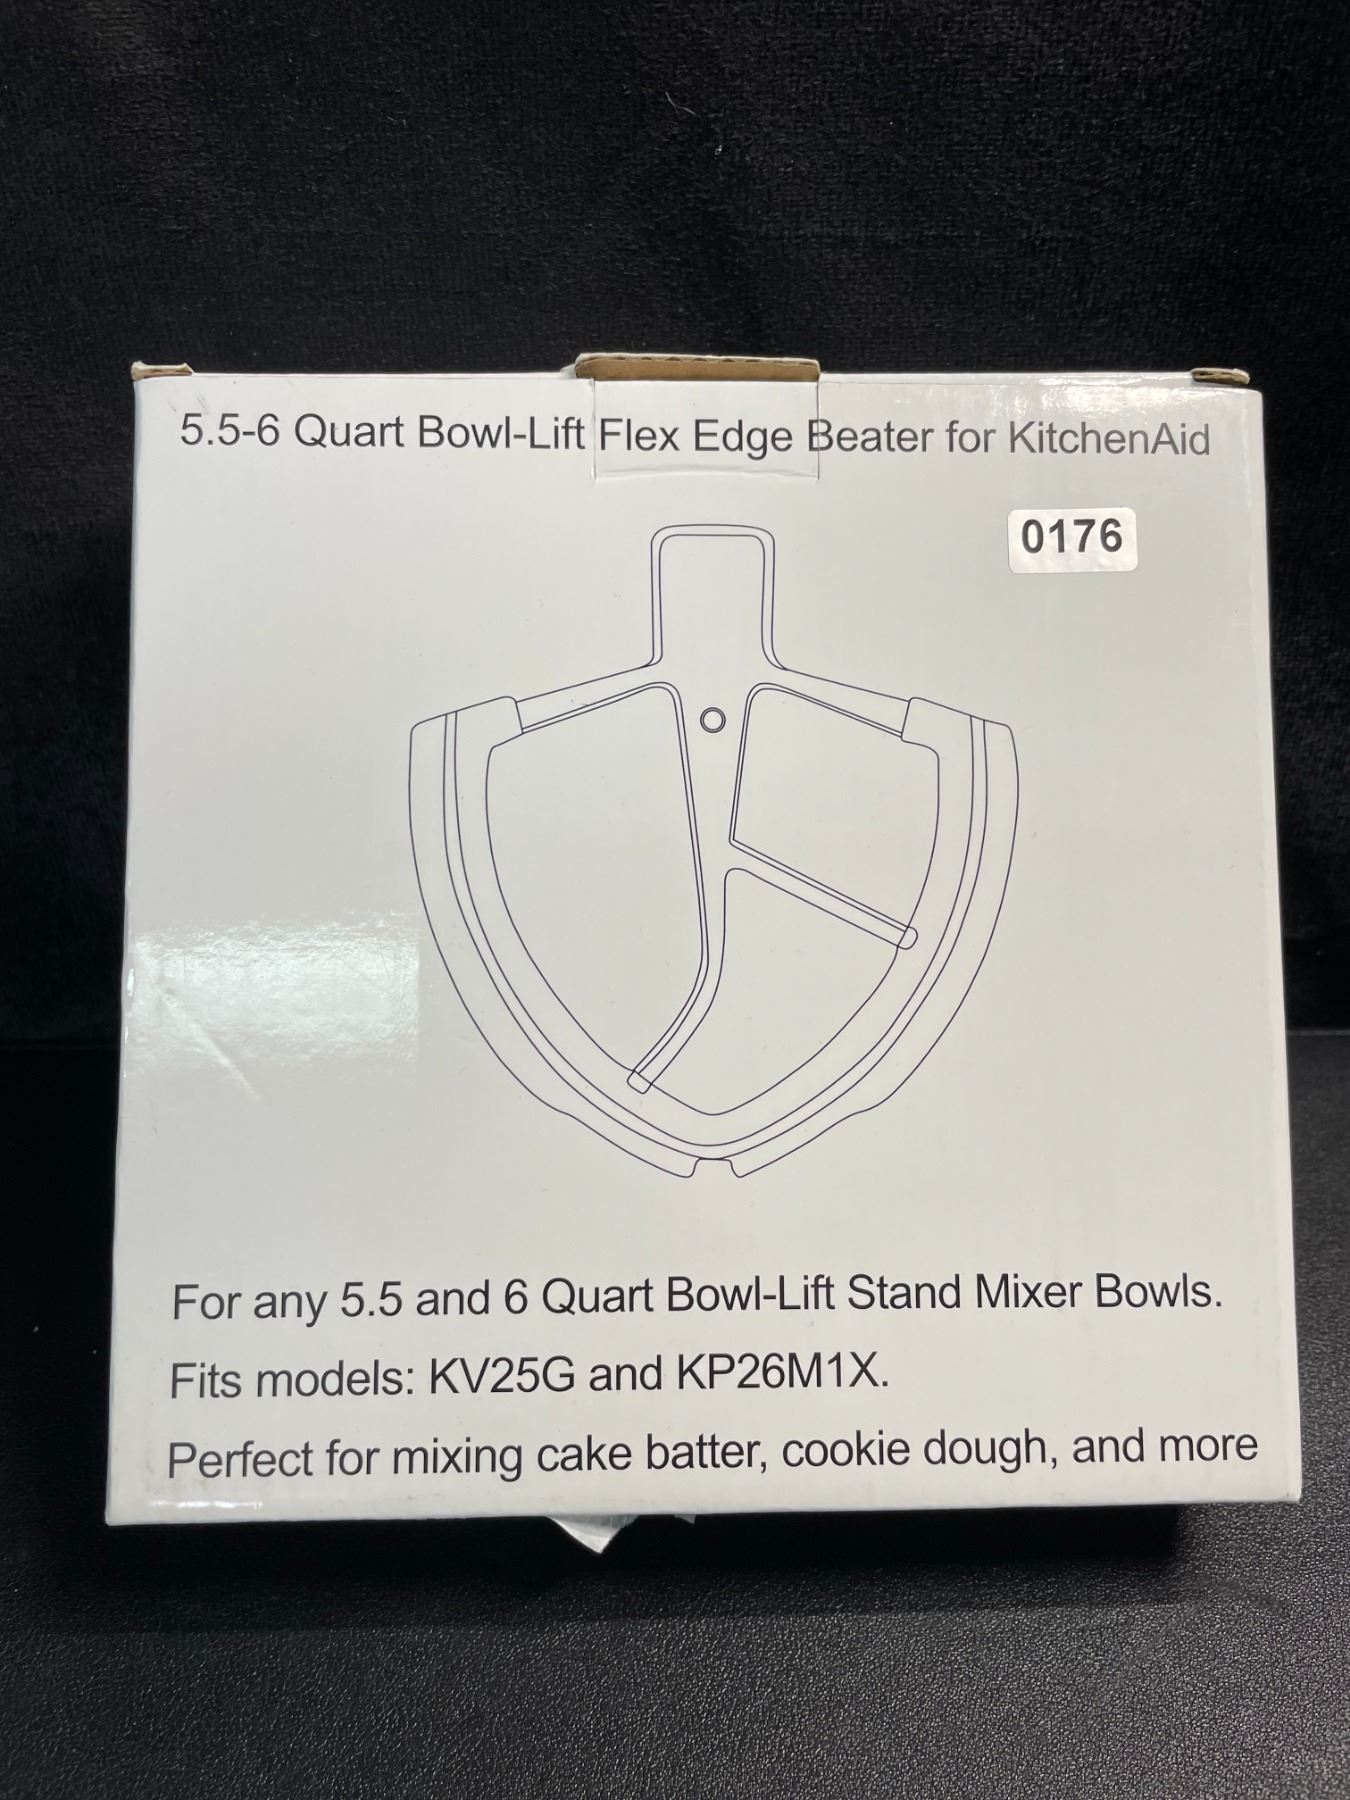 5.5-6 Quart Bowl-Lift Flex Edge Beater for KitchenAid
0176
For any 5.5 and 6 Quart Bowl-Lift Stand Mixer Bowls.
Fits models: KV25G and KP26M1X.
Perfect for mixing cake batter, cookie dough, and more